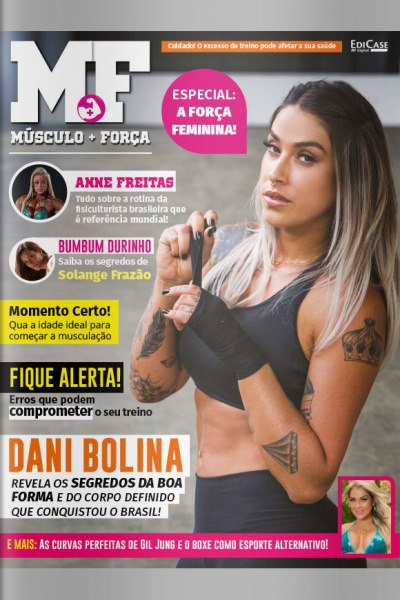 Cuidado! O excesso de treino pode afetar a sua saúde
EDICASE
digital
M+F
MÚSCULO + FORÇA
ESPECIAL:
A FORÇA
FEMININA!
ANNE FREITAS
Tudo sobre a rotina da
fisiculturista brasileira que
é referência mundial!
BUMBUM DURINHO
Saiba os segredos de
Solange Frazão
Momento Certo!
Qua a idade ideal para
começar a musculação
FIQUE ALERTA!
Erros que podem
comprometer o seu treino
DANI BOLINA
REVELA OS SEGREDOS DA BOA
FORMA E DO CORPO DEFINIDO
QUE CONQUISTOU O BRASIL!
E MAIS: AS CURVAS PERFEITAS DE GIL JUNG E O BOXE COMO ESPORTE ALTERNATIVO!